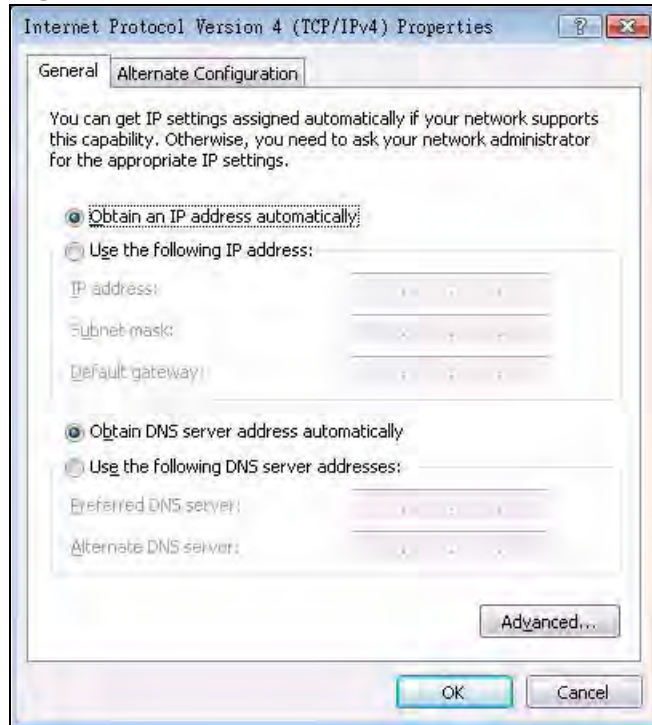 Internet Protocol Version 4 (TCP/IPv4) Properties
General
Alternate Configuration
You can get IP settings assigned automatically if your network supports
this capability. Otherwise, you need to ask your network administrator
for the appropriate IP settings.
Obtain an IP address automatically
Use the following IP address:
IP address:
Subnet mask:
Default gateway:
Obtain DNS server address automatically
Use the following DNS server addresses:
Preferred DNS server:
Alternate DNS server:
Advanced...
OK
Cancel